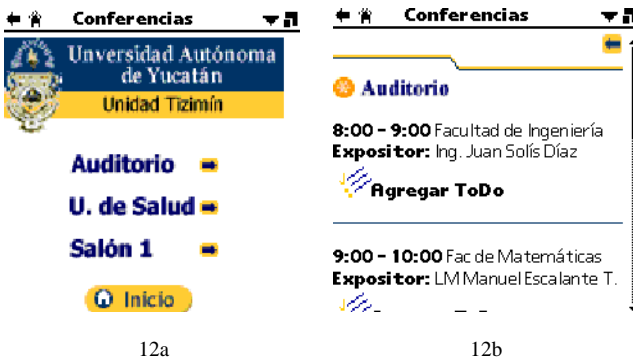 Conferencias
Unversidad Autónoma
de Yucatán
Unidad Tizimín
Auditorio
U. de Salud
Salón 1
Inicio
12a
Conferencias
Auditorio
8:00 - 9:00 Facultad de Ingeniería
Expositor: Ing. Juan Solís Díaz
Agregar ToDo
9:00 - 10:00 Fac de Matemáticas
Expositor: LM Manuel Escalante T.
12b